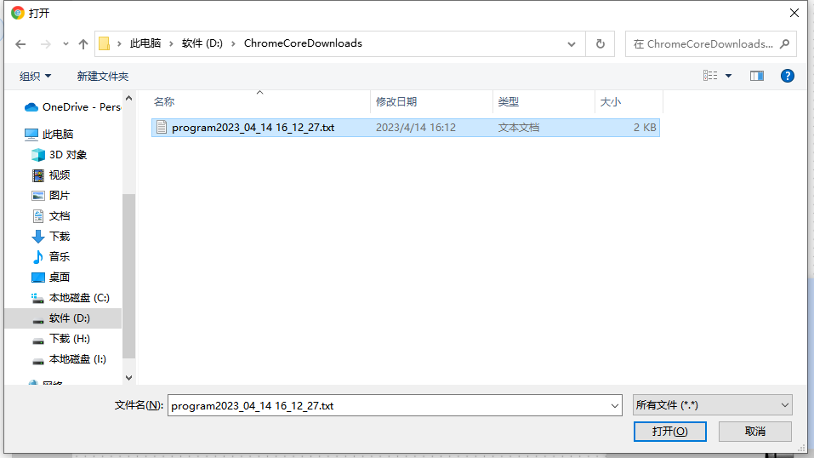 打开
此电脑 软件 (D:) ChromeCoreDownloads
在 ChromeCoreDownloads...
组织 新建文件夹
名称 修改日期 类型 大小
program2023_04_14 16_12_27.txt 2023/4/14 16:12 文本文档 2 KB
OneDrive - Pers
此电脑
3D 对象
视频
图片
文档
下载
音乐
桌面
本地磁盘 (C:)
软件 (D:)
下载 (H:)
本地磁盘 (I:)
网络
文件名(N): program2023_04_14 16_12_27.txt 所有文件 (*.*)
打开(O) 取消